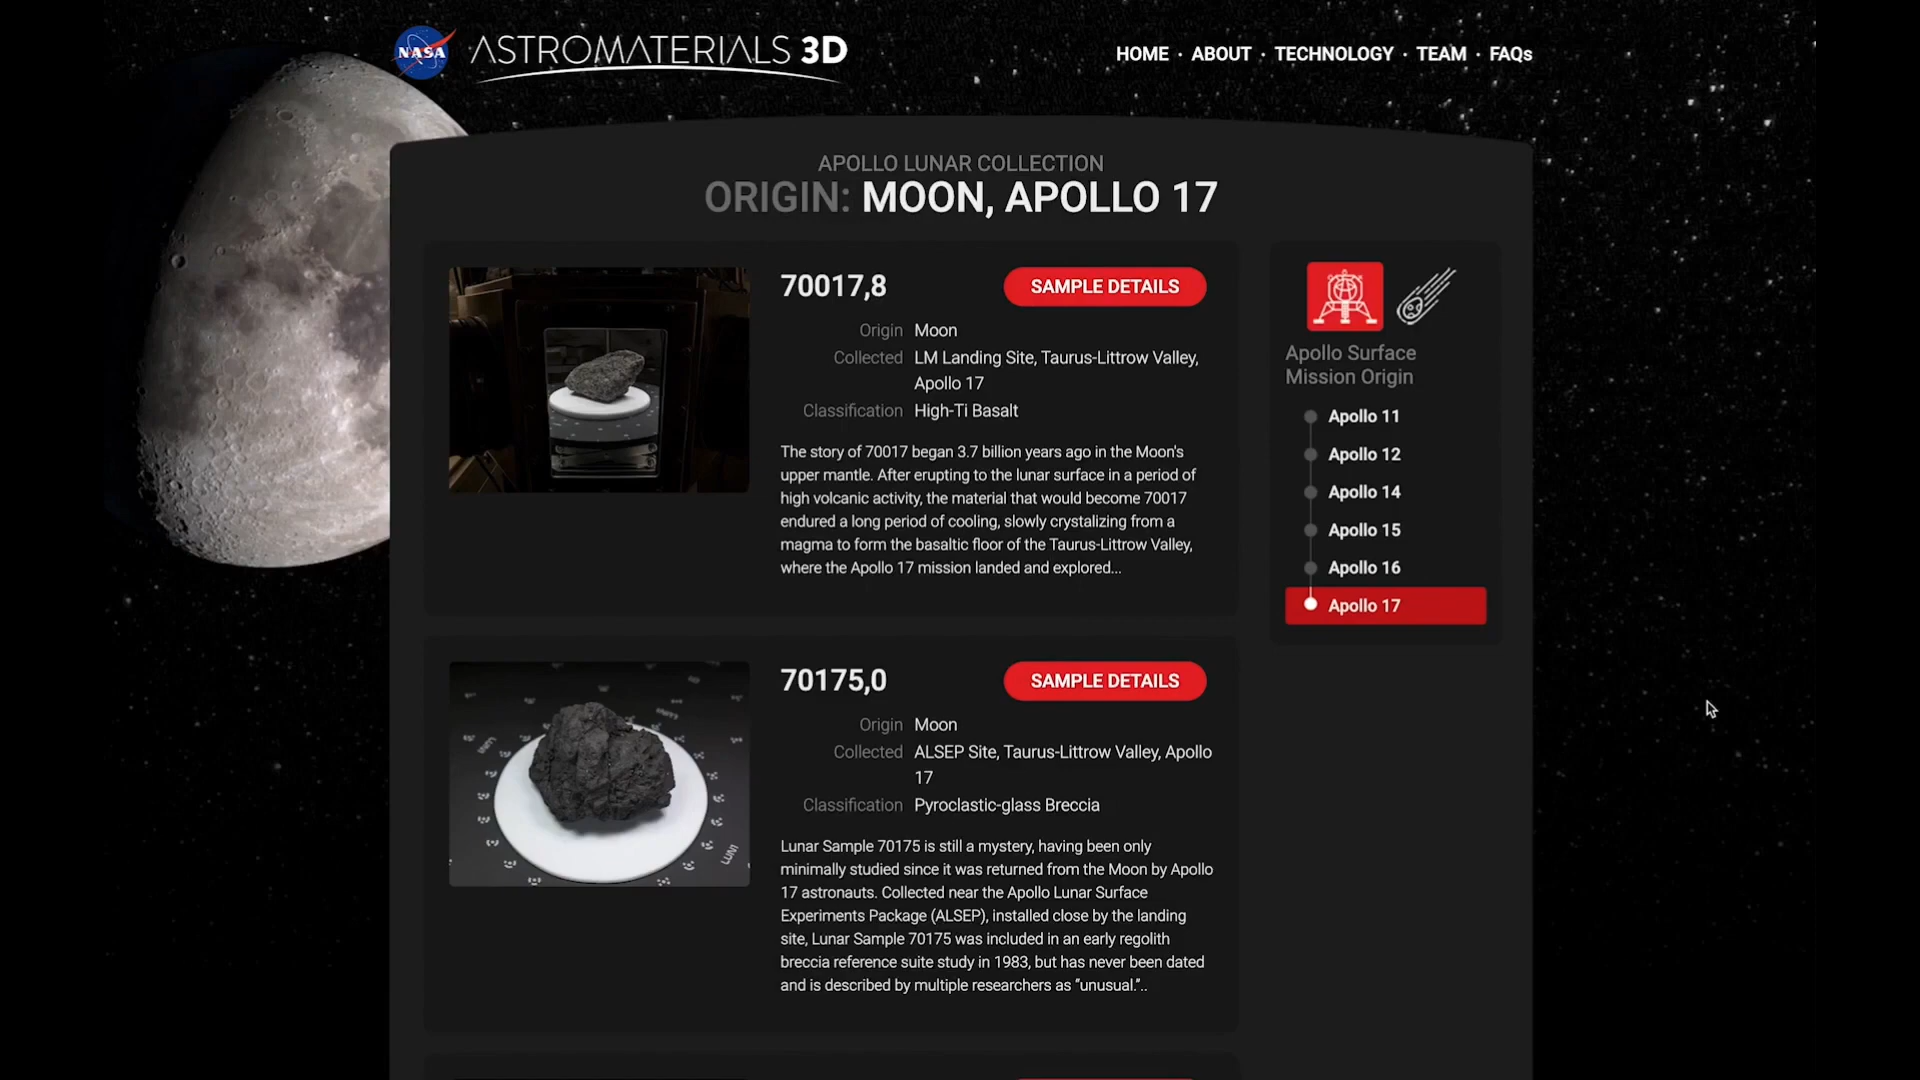 NASA ASTROMATERIALS 3D
HOME · ABOUT · TECHNOLOGY · TEAM · FAQs
APOLLO LUNAR COLLECTION
ORIGIN: MOON, APOLLO 17
70017,8
SAMPLE DETAILS
Origin Moon
Collected LM Landing Site, Taurus-Littrow Valley,
Apollo 17
Classification High-Ti Basalt
The story of 70017 began 3.7 billion years ago in the Moon's
upper mantle. After erupting to the lunar surface in a period of
high volcanic activity, the material that would become 70017
endured a long period of cooling, slowly crystalizing from a
magma to form the basaltic floor of the Taurus-Littrow Valley,
where the Apollo 17 mission landed and explored...
70175,0
SAMPLE DETAILS
Origin Moon
Collected ALSEP Site, Taurus-Littrow Valley, Apollo
17
Classification Pyroclastic-glass Breccia
Lunar Sample 70175 is still a mystery, having been only
minimally studied since it was returned from the Moon by Apollo
17 astronauts. Collected near the Apollo Lunar Surface
Experiments Package (ALSEP), installed close by the landing
site, Lunar Sample 70175 was included in an early regolith
breccia reference suite study in 1983, but has never been dated
and is described by multiple researchers as “unusual.”..
Apollo Surface
Mission Origin
Apollo 11
Apollo 12
Apollo 14
Apollo 15
Apollo 16
Apollo 17